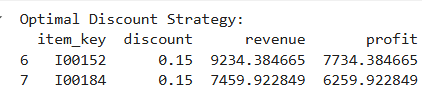 Optimal Discount Strategy:
item_key discount revenue profit
6 I00152 0.15 9234.384665 7734.384665
7 I00184 0.15 7459.922849 6259.922849